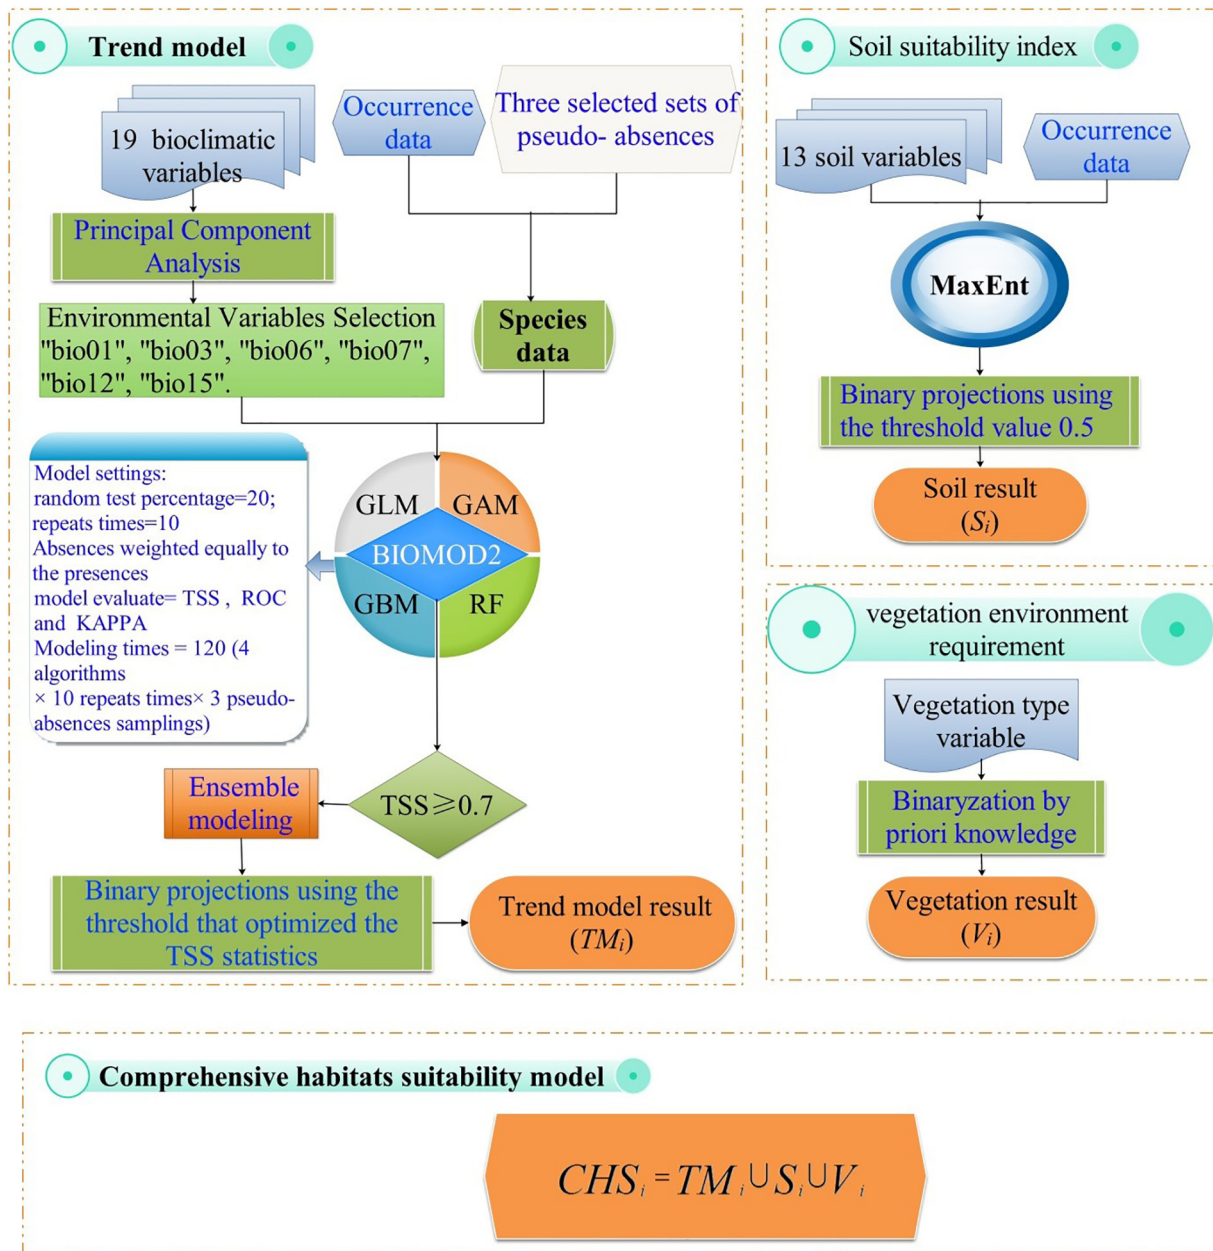 Trend model
19 bioclimatic
variables
Occurrence
data
Three selected sets of
pseudo- absences
Principal Component
Analysis
Environmental Variables Selection
"bio01", "bio03", "bio06", "bio07",
"bio12", "bio15".
Species
data
Model settings:
random test percentage=20;
repeats times=10
Absences weighted equally to
the presences
model evaluate= TSS , ROC
and KAPPA
Modeling times = 120 (4
algorithms
× 10 repeats times× 3 pseudo-
absences samplings)
GLM
GAM
BIOMOD2
GBM
RF
TSS≥0.7
Ensemble
modeling
Binary projections using the
threshold that optimized the
TSS statistics
Trend model result
(TMi)
Soil suitability index
13 soil variables
Occurrence
data
MaxEnt
Binary projections using
the threshold value 0.5
Soil result
(Si)
vegetation environment
requirement
Vegetation type
variable
Binaryzation by
priori knowledge
Vegetation result
(Vi)
Comprehensive habitats suitability model
CHS i = TM i ∪ S i ∪ V i